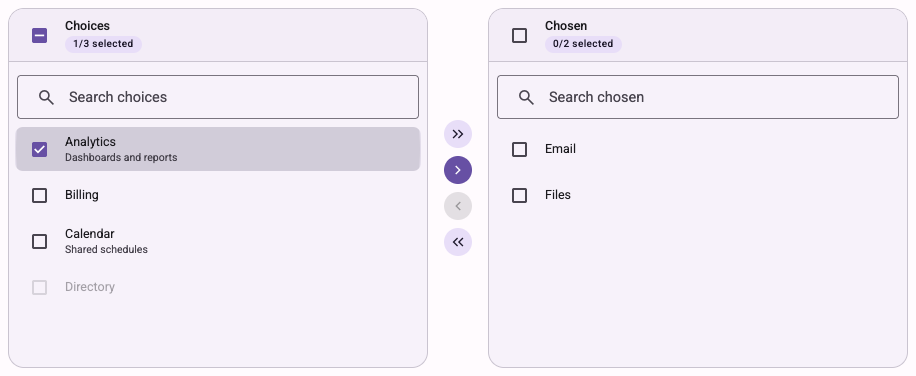 Choices
1/3 selected
Search choices
Analytics
Dashboards and reports
Billing
Calendar
Shared schedules
Directory
Chosen
0/2 selected
Search chosen
Email
Files